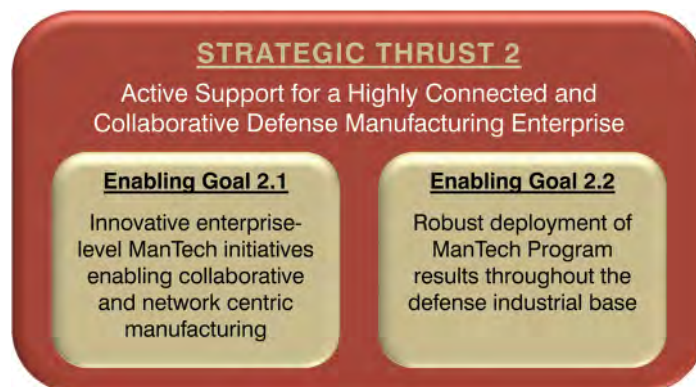 STRATEGIC THRUST 2
Active Support for a Highly Connected and
Collaborative Defense Manufacturing Enterprise
Enabling Goal 2.1
Innovative enterprise-
level ManTech initiatives
enabling collaborative
and network centric
manufacturing
Enabling Goal 2.2
Robust deployment of
ManTech Program
results throughout the
defense industrial base